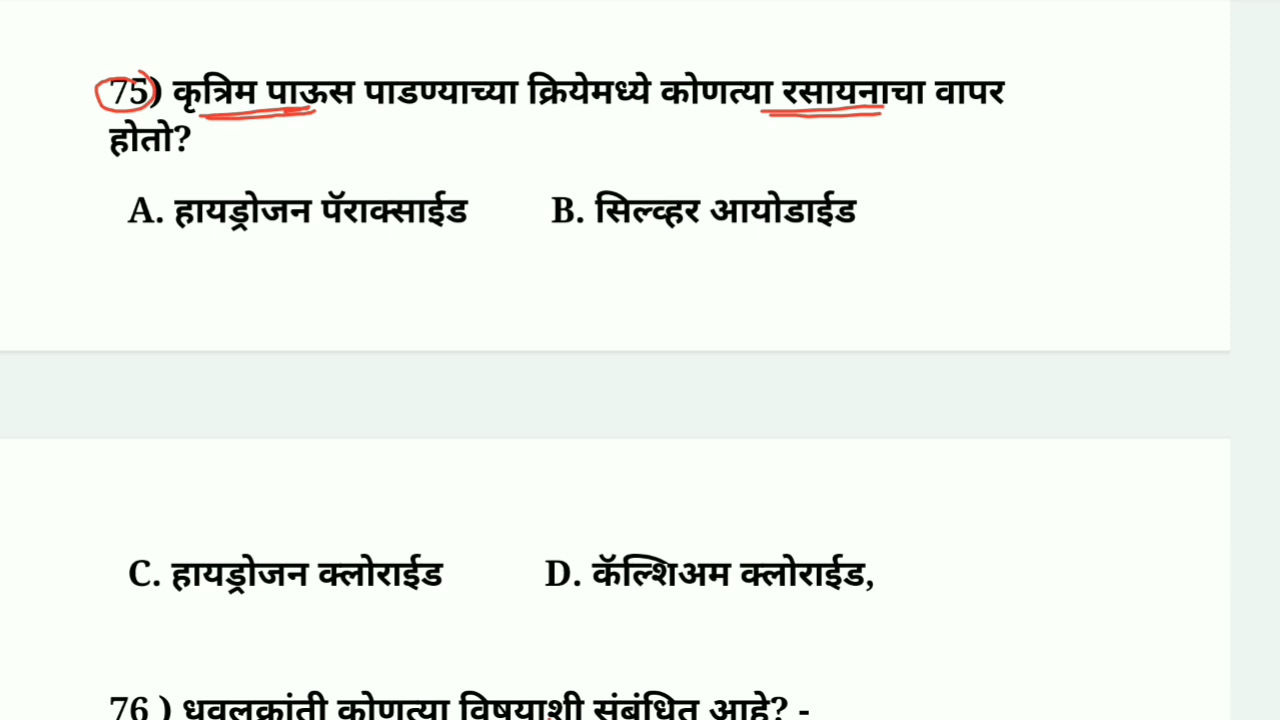 75) कृत्रिम पाऊस पाडण्याच्या क्रियेमध्ये कोणत्या रसायनाचा वापर
होतो?
A. हायड्रोजन पॅराक्साईड B. सिल्व्हर आयोडाईड
C. हायड्रोजन क्लोराईड D. कॅल्शिअम क्लोराईड,
76 ) धवलक्रांती कोणत्या विषयाशी संबंधित आहे? -